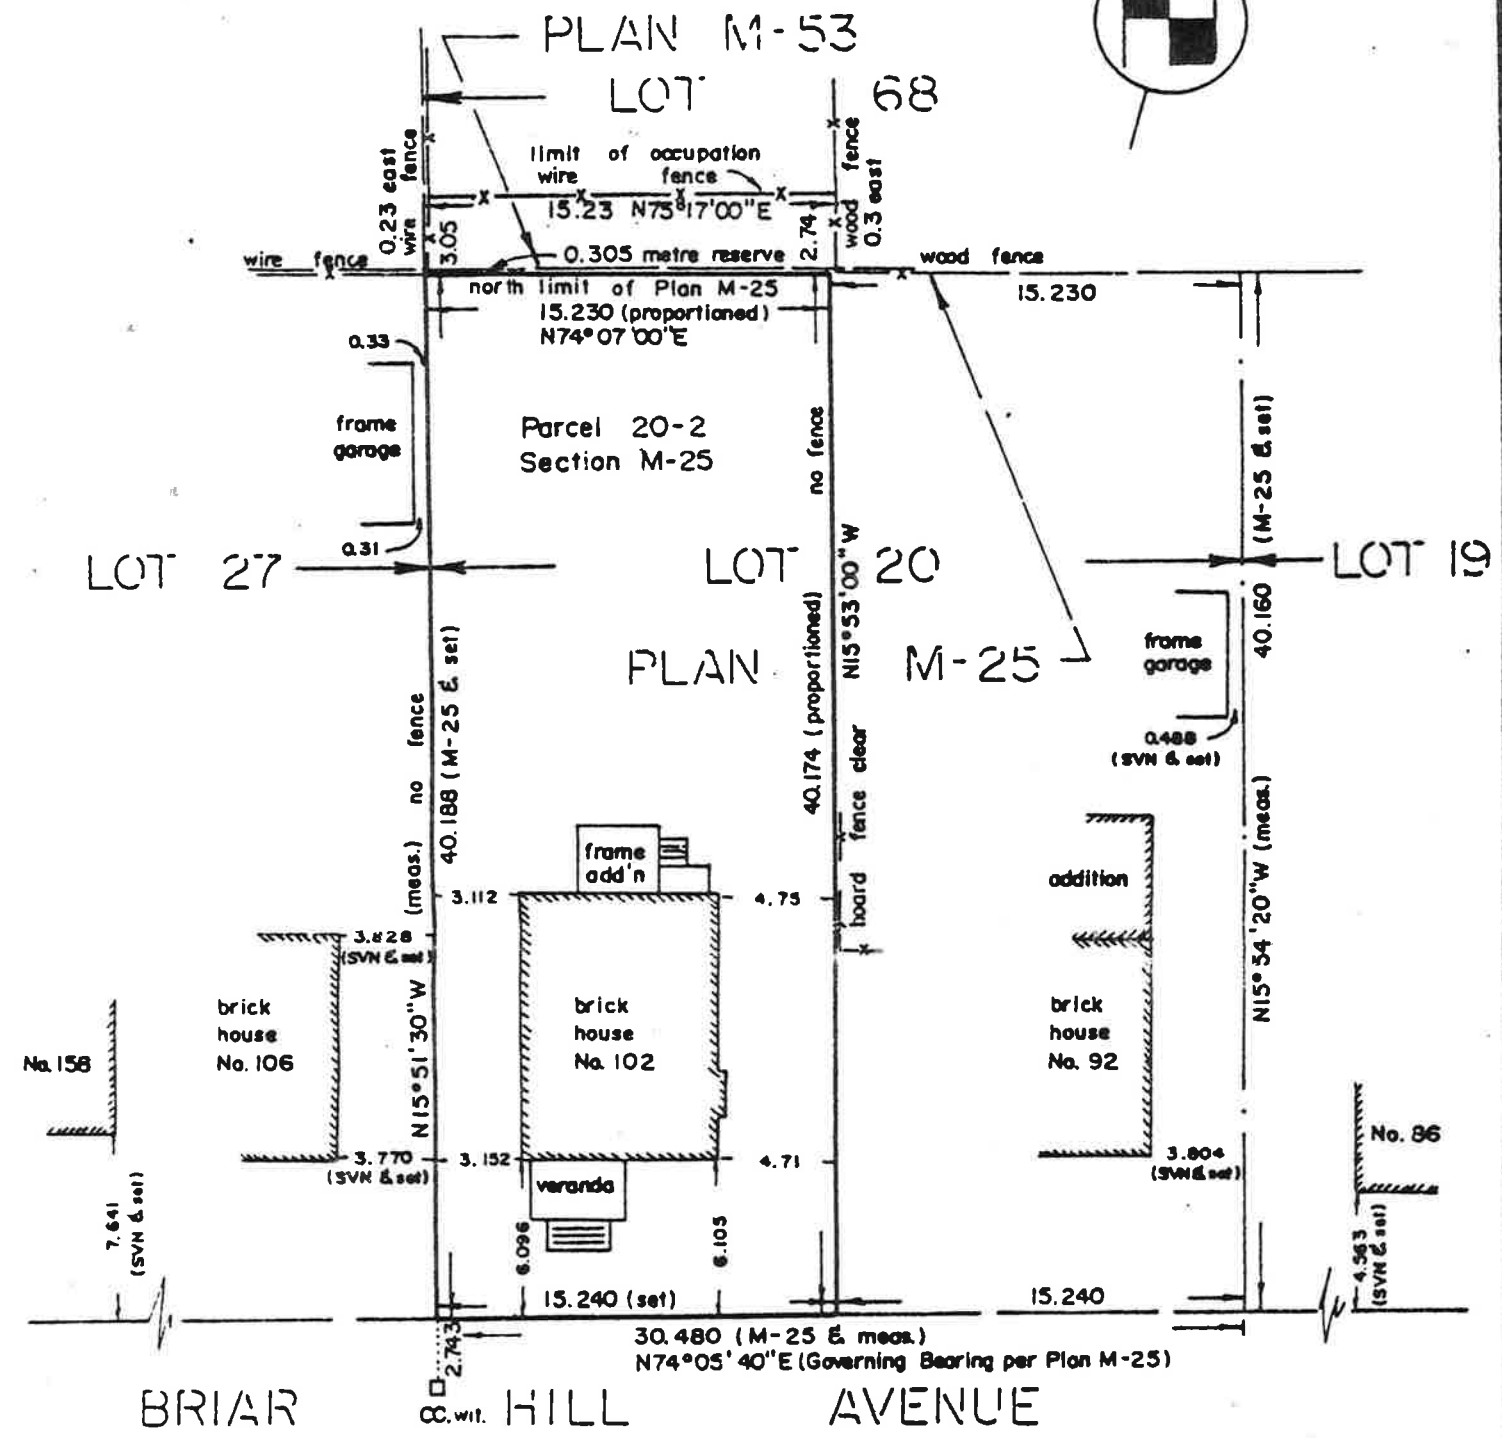 PLAN M-53
LOT 68
limit of occupation
wire fence
15.23 N75°17'00"E
0.23 east
wire fence
3.05
2.74
wood fence
0.3 east
wire fence
0.305 metre reserve
wood fence
north limit of Plan M-25
15.230 (proportioned)
N74°07'00"E
15.230
0.33
frame
garage
0.31
Parcel 20-2
Section M-25
no fence
LOT 27
LOT 20
LOT 19
PLAN M-25
N15°53'00"W
40.174 (proportioned)
board fence clear
40.160 (M-25 & set)
N15°54'20"W (meas.)
frame
garage
0.488
(SVN & set)
no fence
40.188 (M-25 & set)
N15°51'30"W (meas.)
frame
add'n
addition
3.112
4.75
3.828
(SVN & set)
brick
house
No. 106
brick
house
No. 102
brick
house
No. 92
No. 158
No. 86
3.770
(SVN & set)
3.152
4.71
3.804
(SVN & set)
veranda
7.641
(SVN & set)
6.096
6.105
4.563
(SVN & set)
15.240 (set)
15.240
2.743
30.480 (M-25 & meas.)
N74°05'40"E (Governing Bearing per Plan M-25)
CC. wit.
BRIAR HILL AVENUE